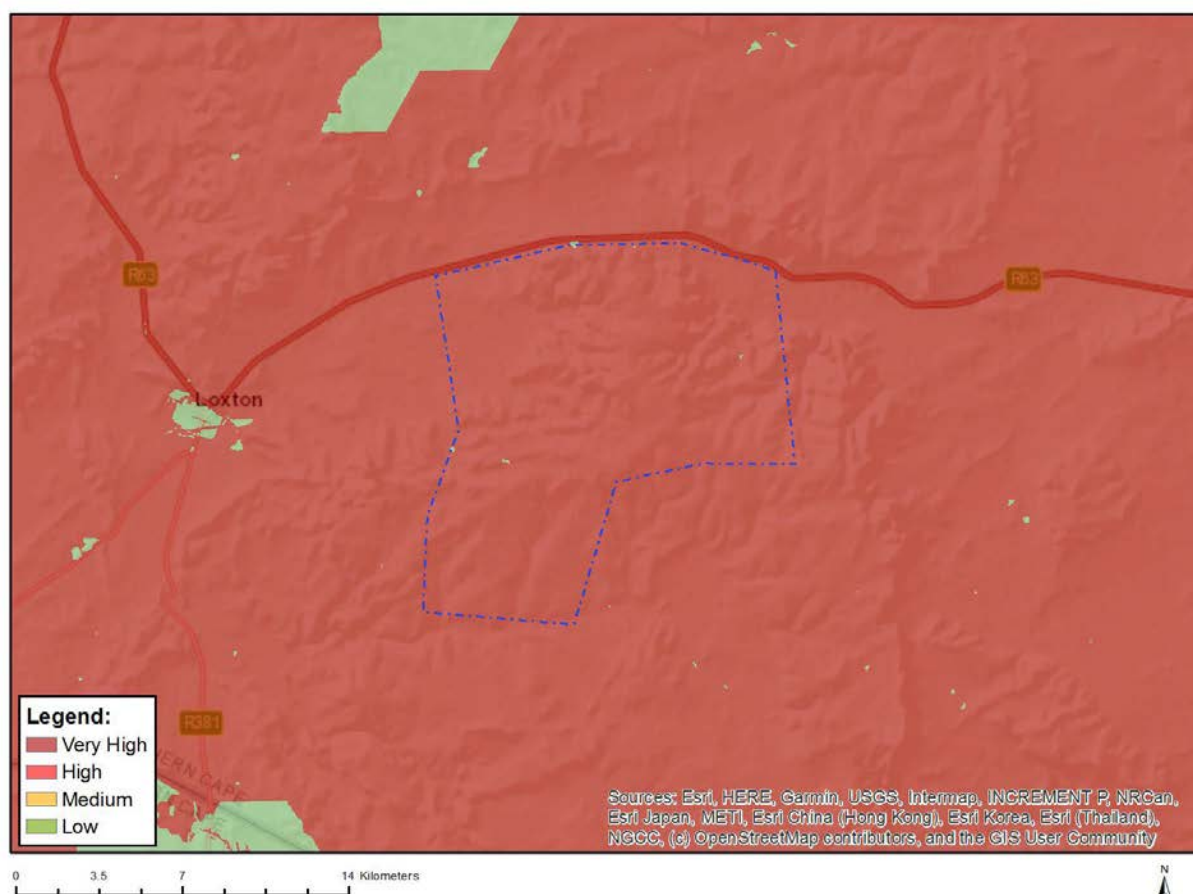 R63
R63
Loxton
R381
HERN CAPE
Legend:
Very High
High
Medium
Low
Sources: Esri, HERE, Garmin, USGS, Intermap, INCREMENT P, NRCan,
Esri Japan, METI, Esri China (Hong Kong), Esri Korea, Esri (Thailand),
NGCC, (c) OpenStreetMap contributors, and the GIS User Community
0 3.5 7 14 Kilometers
N